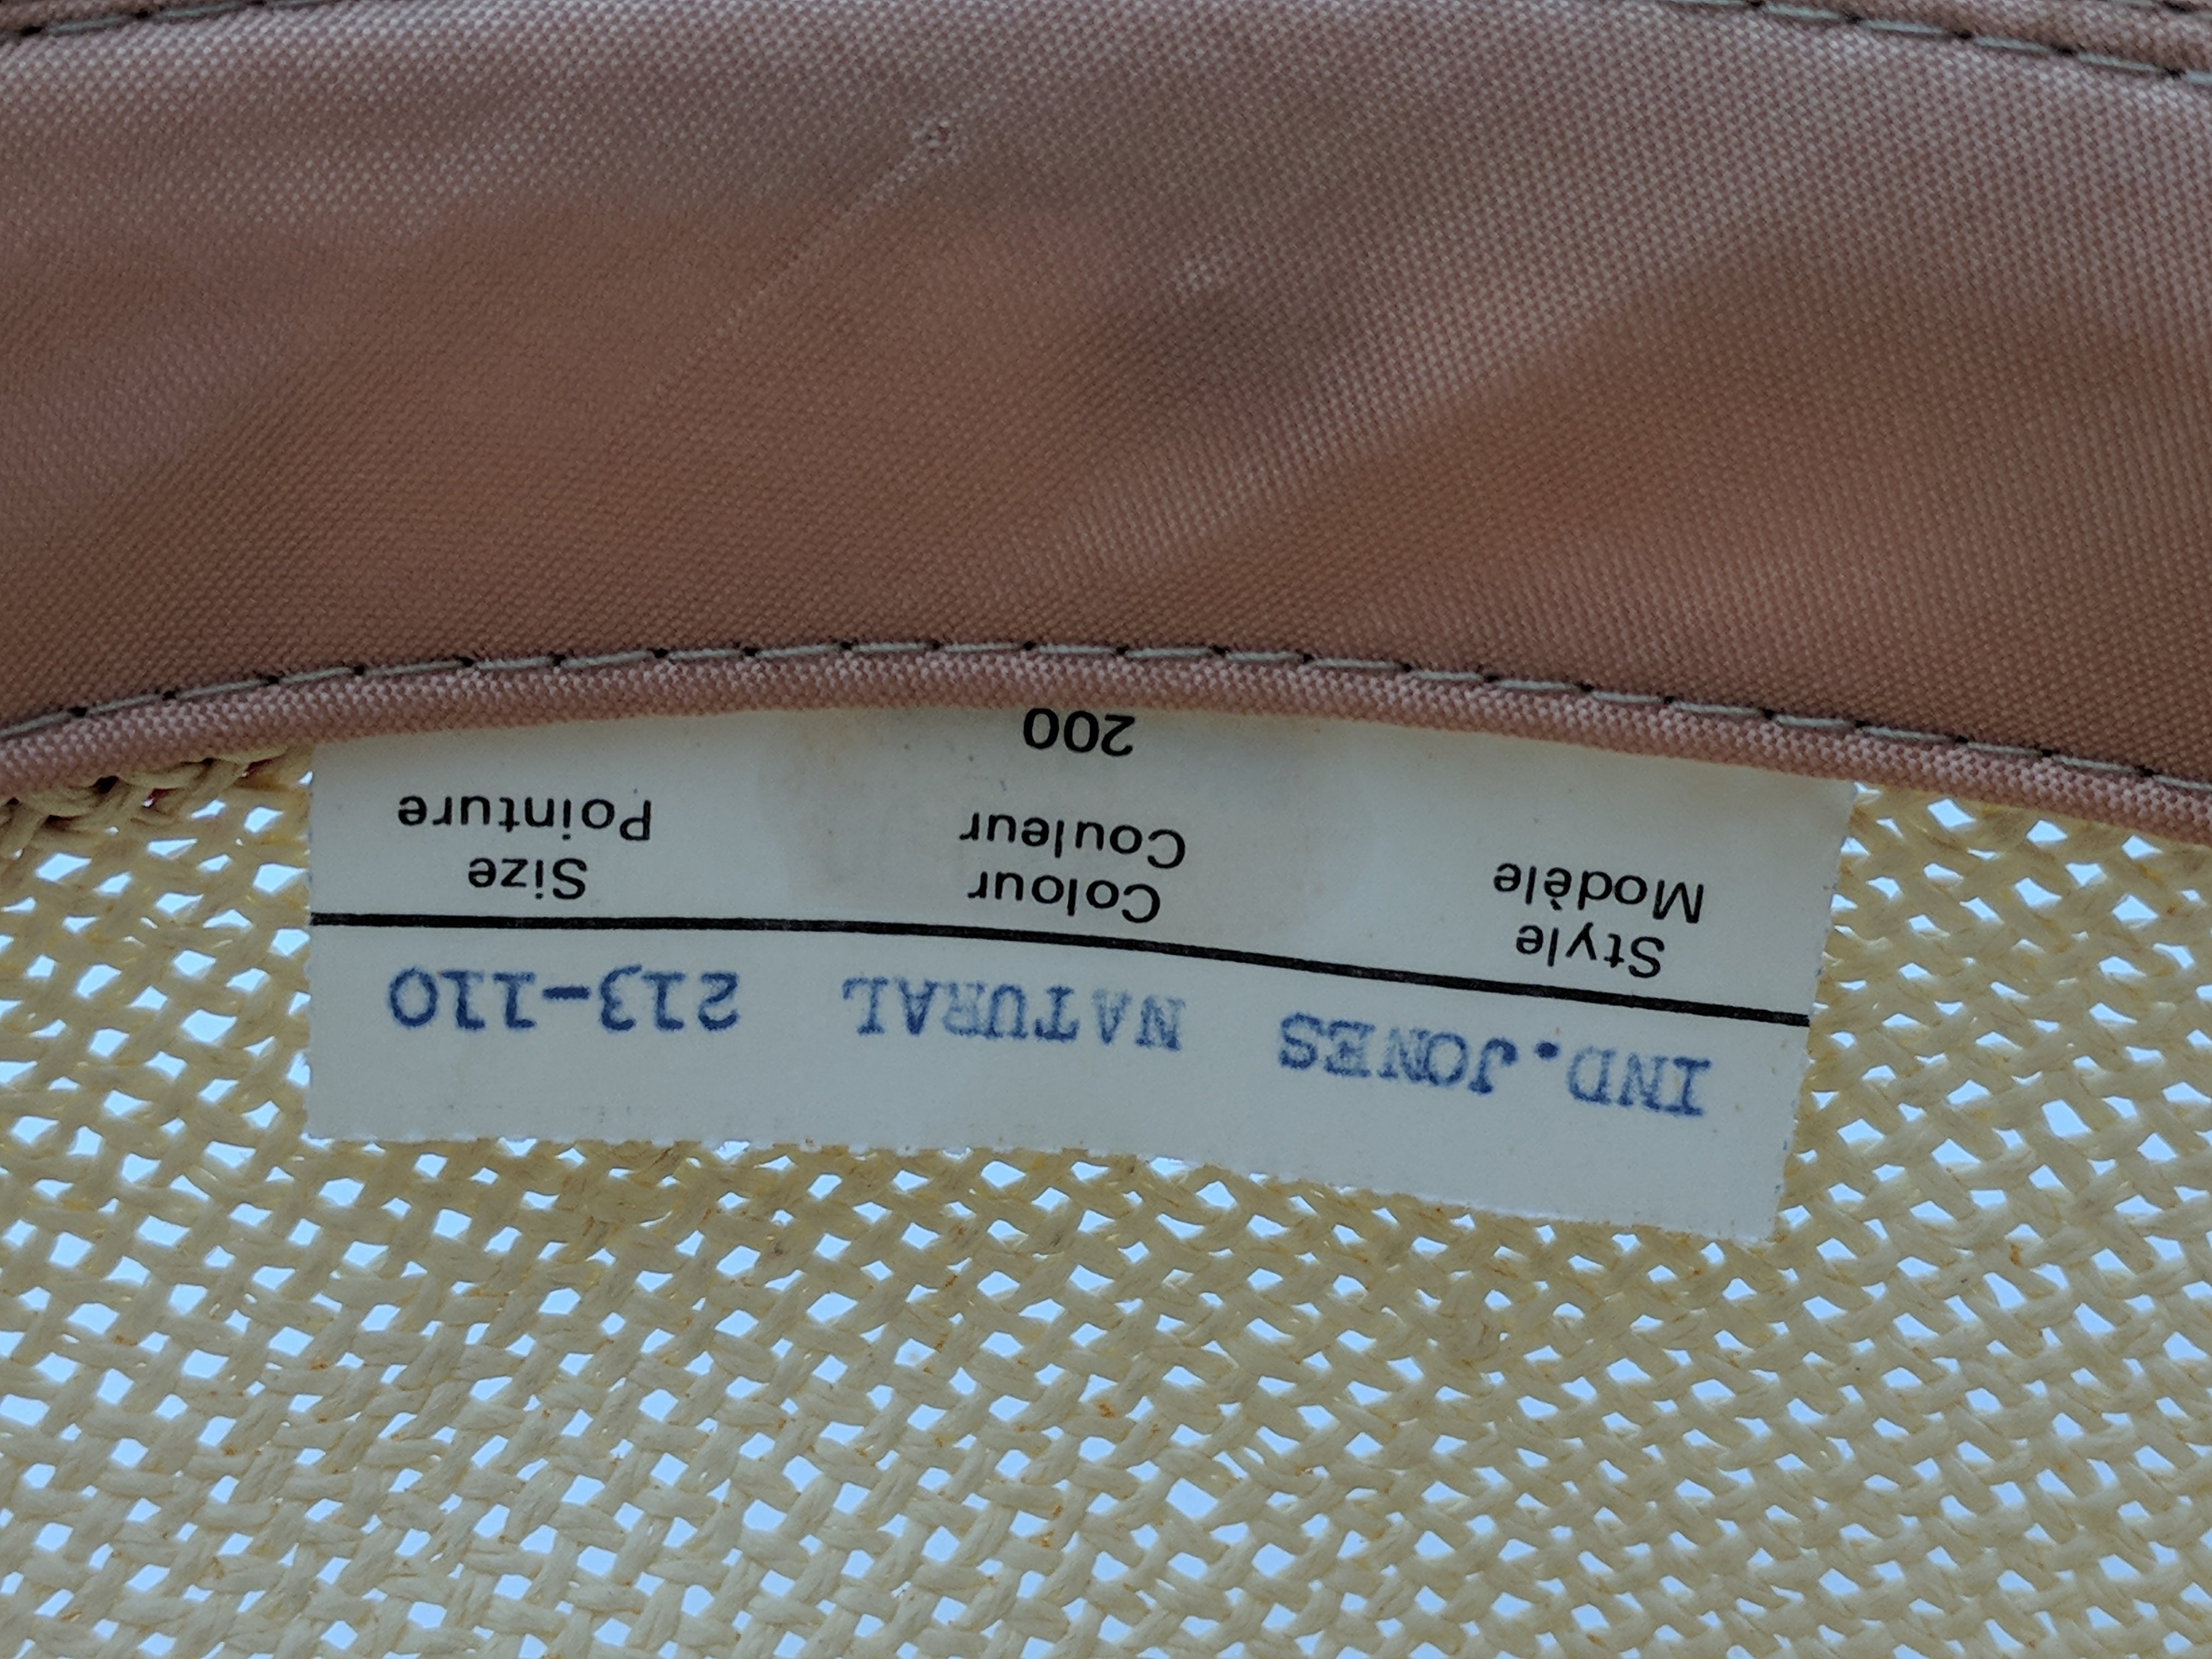 200
Style Colour Size
Modèle Couleur Pointure
IND.JONES NATURAL 213-110